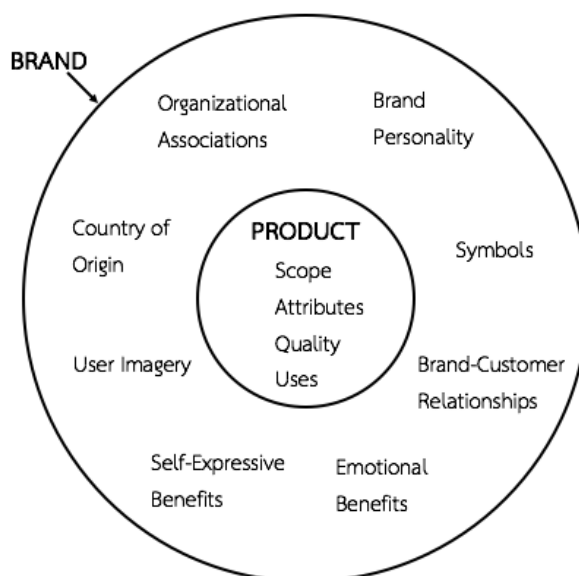 BRAND
Organizational
Associations
Brand
Personality
Country of
Origin
PRODUCT
Scope
Attributes
Quality
Uses
Symbols
User Imagery
Brand-Customer
Relationships
Self-Expressive
Benefits
Emotional
Benefits